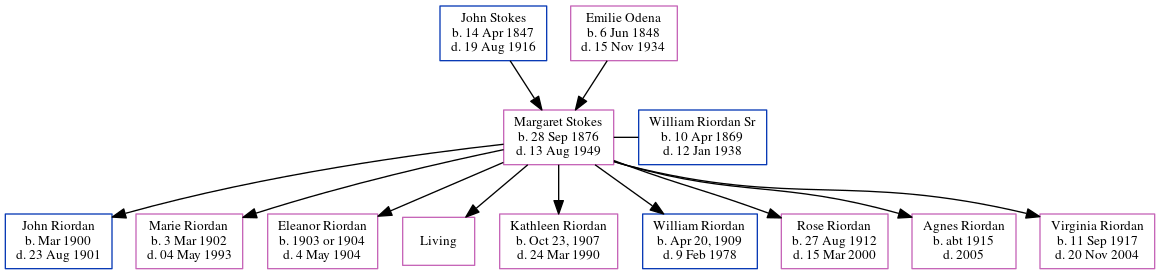 John Stokes
b. 14 Apr 1847
d. 19 Aug 1916
Emilie Odena
b. 6 Jun 1848
d. 15 Nov 1934
Margaret Stokes
b. 28 Sep 1876
d. 13 Aug 1949
William Riordan Sr
b. 10 Apr 1869
d. 12 Jan 1938
John Riordan
b. Mar 1900
d. 23 Aug 1901
Marie Riordan
b. 3 Mar 1902
d. 04 May 1993
Eleanor Riordan
b. 1903 or 1904
d. 4 May 1904
Living
Kathleen Riordan
b. Oct 23, 1907
d. 24 Mar 1990
William Riordan
b. Apr 20, 1909
d. 9 Feb 1978
Rose Riordan
b. 27 Aug 1912
d. 15 Mar 2000
Agnes Riordan
b. abt 1915
d. 2005
Virginia Riordan
b. 11 Sep 1917
d. 20 Nov 2004